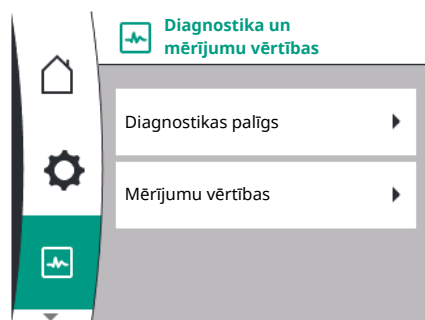 Diagnostika un
mērījumu vērtības
Diagnostikas palīgs
Mērījumu vērtības